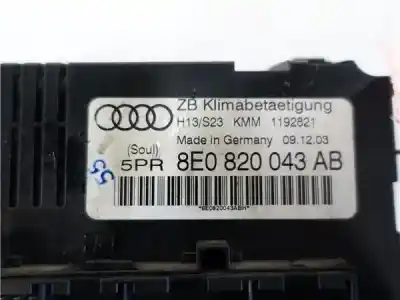 ZB Klimabetaetigung
H13/S23 KMM 1192821
Made in Germany 09.12.03
(Soul)
5PR 8E0 820 043 AB
55
*8E0820043ABH*